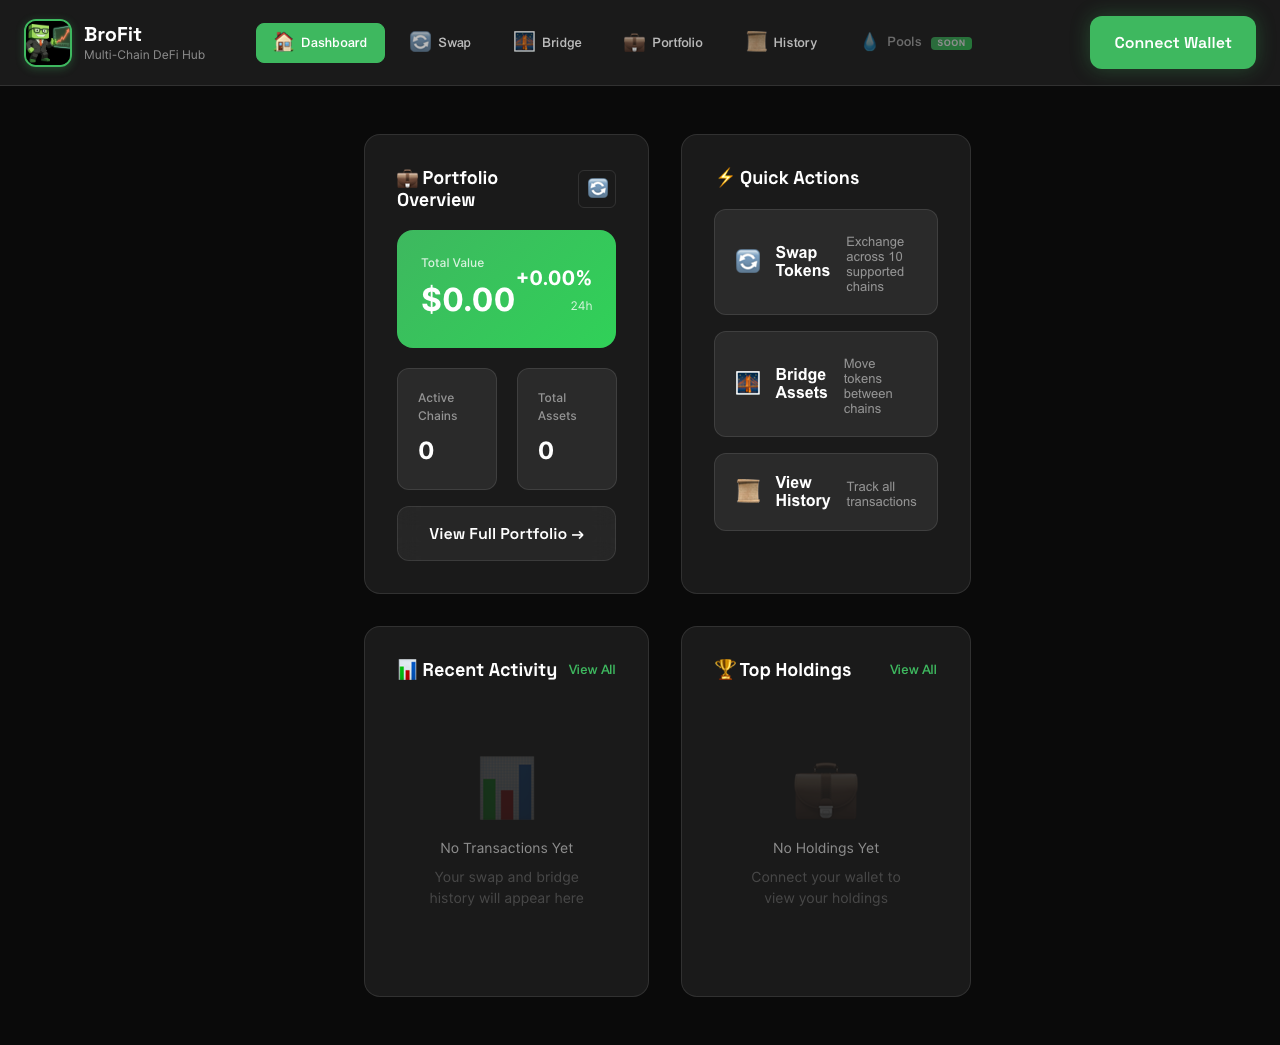 BroFit
Multi-Chain DeFi Hub
Dashboard
Swap
Bridge
Portfolio
History
Pools SOON
Connect Wallet
Portfolio
Overview
Total Value
$0.00
+0.00%
24h
Active
Chains
0
Total
Assets
0
View Full Portfolio →
Quick Actions
Swap
Tokens
Exchange
across 10
supported
chains
Bridge
Assets
Move
tokens
between
chains
View
History
Track all
transactions
Recent Activity
View All
No Transactions Yet
Your swap and bridge
history will appear here
Top Holdings
View All
No Holdings Yet
Connect your wallet to
view your holdings